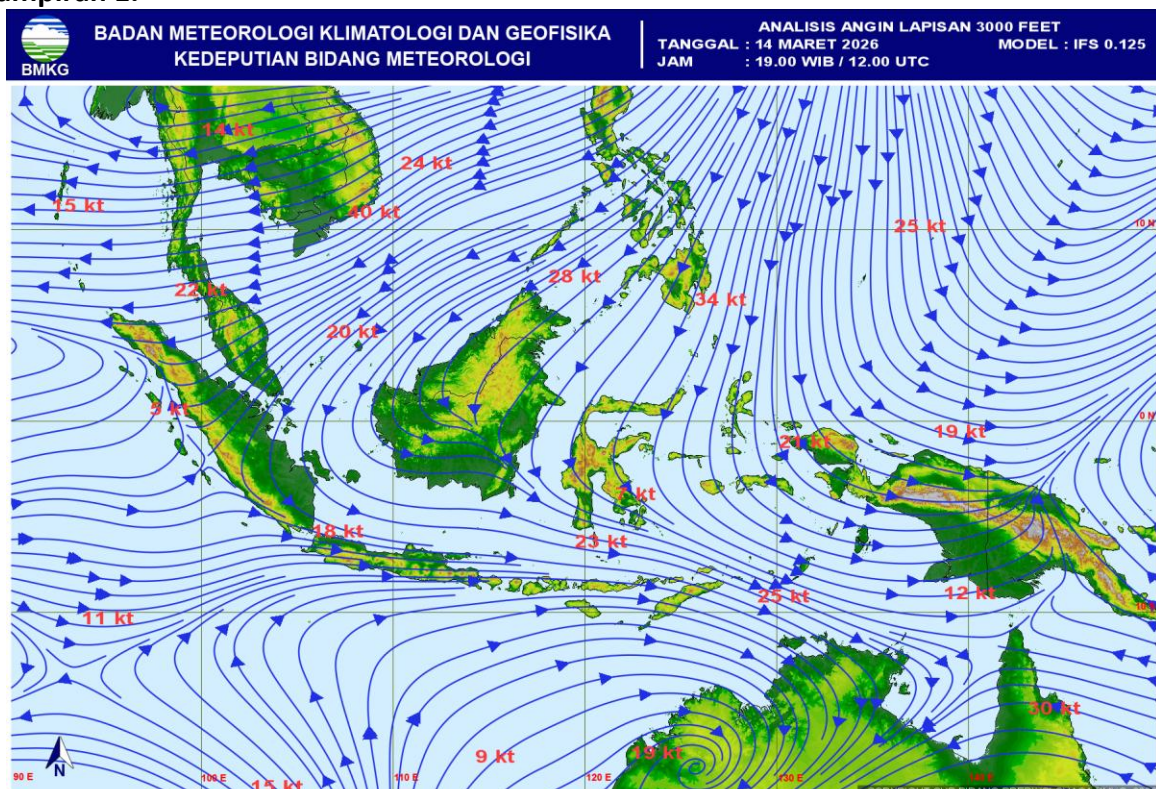 BMKG
BADAN METEOROLOGI KLIMATOLOGI DAN GEOFISIKA
KEDEPUTIAN BIDANG METEOROLOGI
ANALISIS ANGIN LAPISAN 3000 FEET
TANGGAL : 14 MARET 2026 MODEL : IFS 0.125
JAM : 19.00 WIB / 12.00 UTC
14 kt
24 kt
15 kt
40 kt
25 kt
10 N
28 kt
22 kt
34 kt
20 kt
0 N
19 kt
21 kt
7 kt
18 kt
23 kt
25 kt
12 kt
11 kt
30 kt
19 kt
9 kt
N
90 E
100 E
110 E
120 E
130 E
15 kt